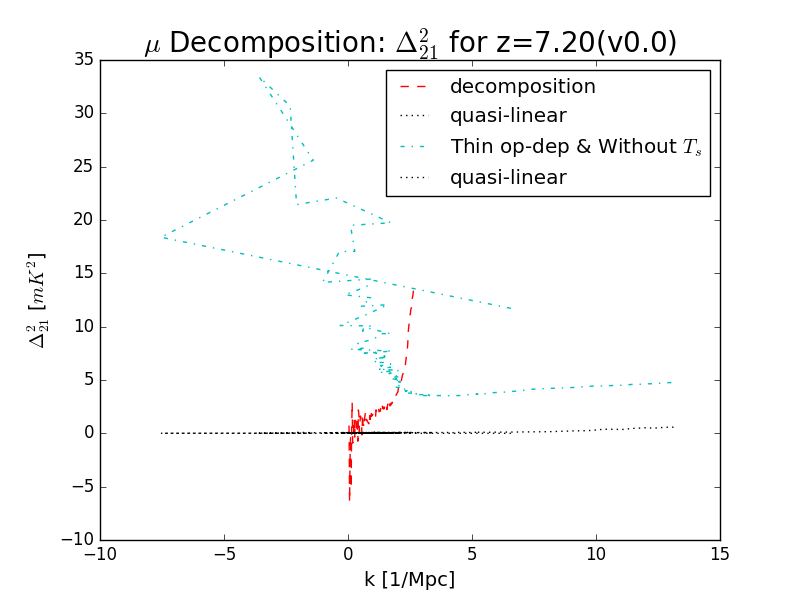 μ Decomposition: Δ²₂₁ for z=7.20(v0.0)
35
30
25
20
15
10
5
0
−5
−10
Δ²₂₁ [mK²]
decomposition
quasi-linear
Thin op-dep & Without Tₛ
quasi-linear
−10 −5 0 5 10 15
k [1/Mpc]